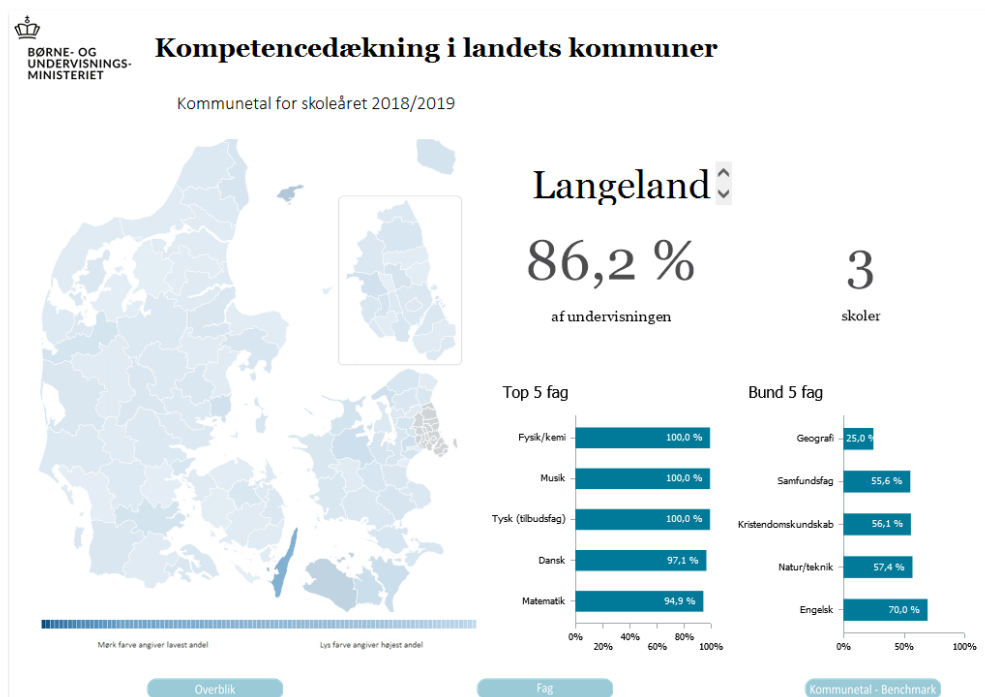 BØRNE- OG
UNDERVISNINGS-
MINISTERIET
Kompetencedækning i landets kommuner
Kommunetal for skoleåret 2018/2019
Langeland
86,2 %
af undervisningen
3
skoler
Top 5 fag
Fysik/kemi 100,0 %
Musik 100,0 %
Tysk (tilbudsfag) 100,0 %
Dansk 97,1 %
Matematik 94,9 %
0% 20% 40% 60% 80% 100%
Bund 5 fag
Geografi 25,0 %
Samfundsfag 55,6 %
Kristendomskundskab 56,1 %
Natur/teknik 57,4 %
Engelsk 70,0 %
0% 50% 100%
Mørk farve angiver lavest andel
Lys farve angiver højest andel
Overblik
Fag
Kommunetal - Benchmark